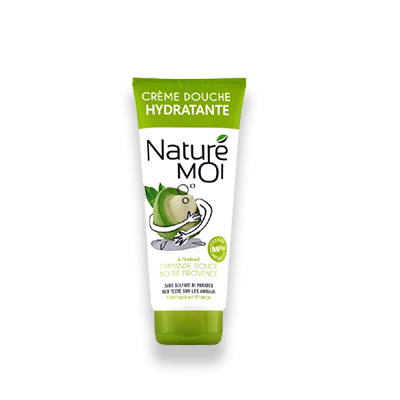 CRÈME DOUCHE
HYDRATANTE
Naturé
MOI
à l'extrait
D'AMANDE DOUCE
BIO DE PROVENCE
SANS SULFATE NI PARABEN
NON TESTÉ SUR LES ANIMAUX
Fabriqué en France